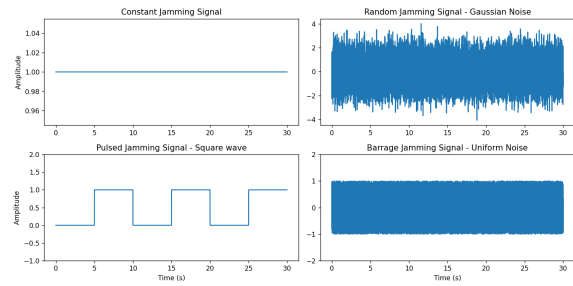 Constant Jamming Signal
Amplitude
1.04
1.02
1.00
0.98
0.96
0 5 10 15 20 25 30
Random Jamming Signal - Gaussian Noise
4
2
0
−2
−4
0 5 10 15 20 25 30
Pulsed Jamming Signal - Square wave
Amplitude
2.0
1.5
1.0
0.5
0.0
−0.5
−1.0
0 5 10 15 20 25 30
Time (s)
Barrage Jamming Signal - Uniform Noise
2
1
0
−1
−2
0 5 10 15 20 25 30
Time (s)